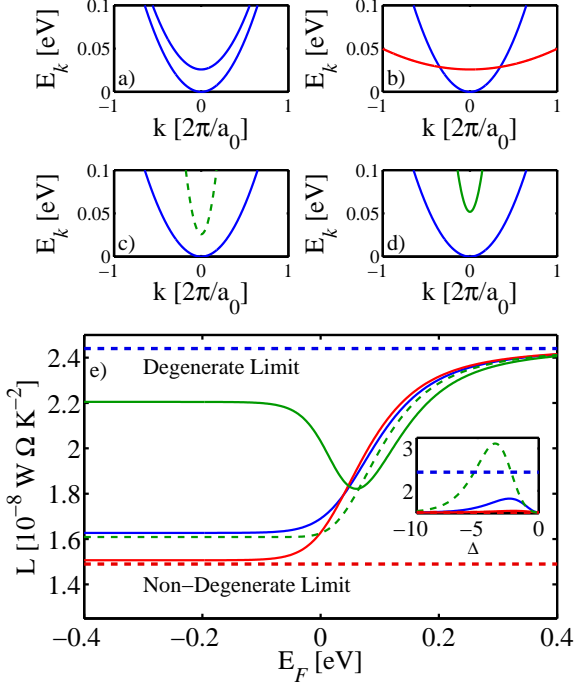 0.1
0.05
0
E_k [eV]
a)
−1
0
1
k [2π/a_0]
0.1
0.05
0
E_k [eV]
b)
−1
0
1
k [2π/a_0]
0.1
0.05
0
E_k [eV]
c)
−1
0
1
k [2π/a_0]
0.1
0.05
0
E_k [eV]
d)
−1
0
1
k [2π/a_0]
e)
Degenerate Limit
2.4
2.2
2
1.8
1.6
1.4
L [10^{−8} W Ω K^{−2}]
3
2
−10
−5
0
Δ
Non−Degenerate Limit
−0.4
−0.2
0
0.2
0.4
E_F [eV]